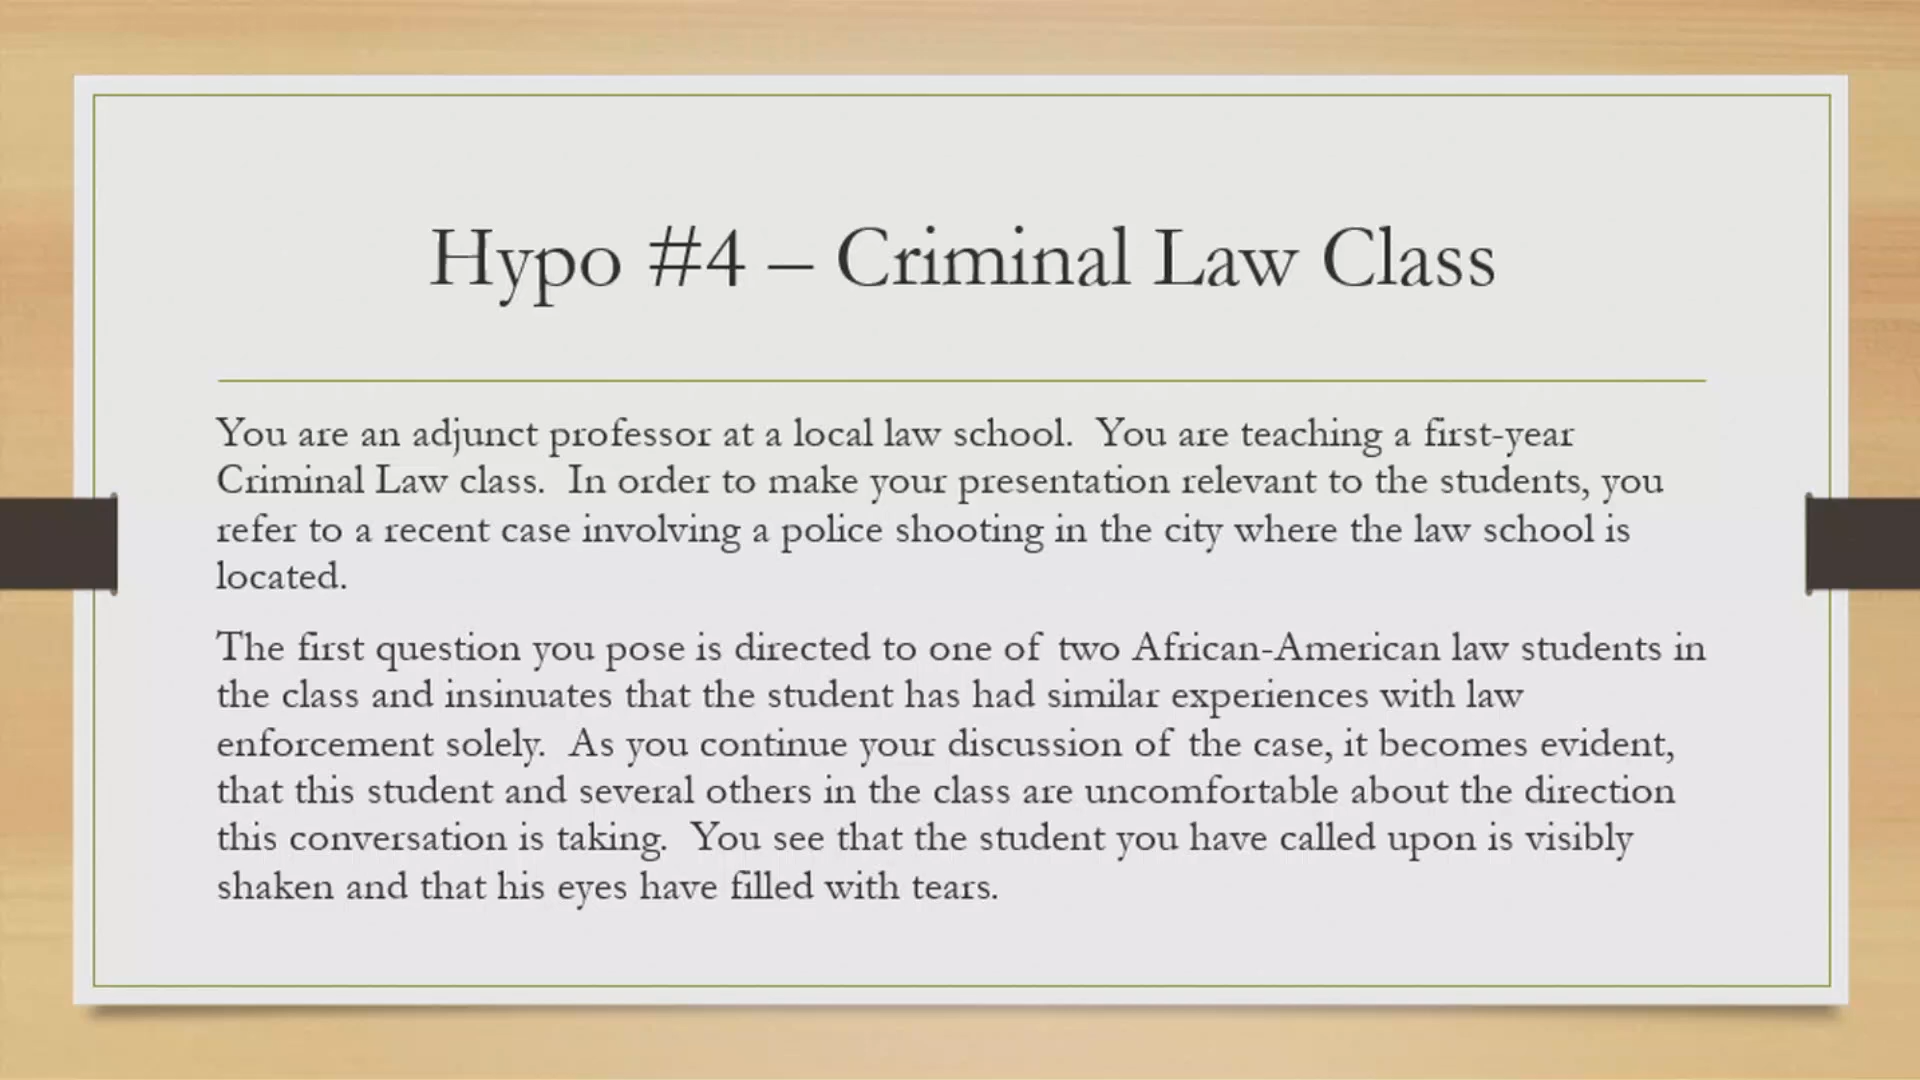 Hypo #4 – Criminal Law Class
You are an adjunct professor at a local law school.  You are teaching a first-year
Criminal Law class.  In order to make your presentation relevant to the students, you
refer to a recent case involving a police shooting in the city where the law school is
located.
The first question you pose is directed to one of two African-American law students in
the class and insinuates that the student has had similar experiences with law
enforcement solely.  As you continue your discussion of the case, it becomes evident,
that this student and several others in the class are uncomfortable about the direction
this conversation is taking.  You see that the student you have called upon is visibly
shaken and that his eyes have filled with tears.